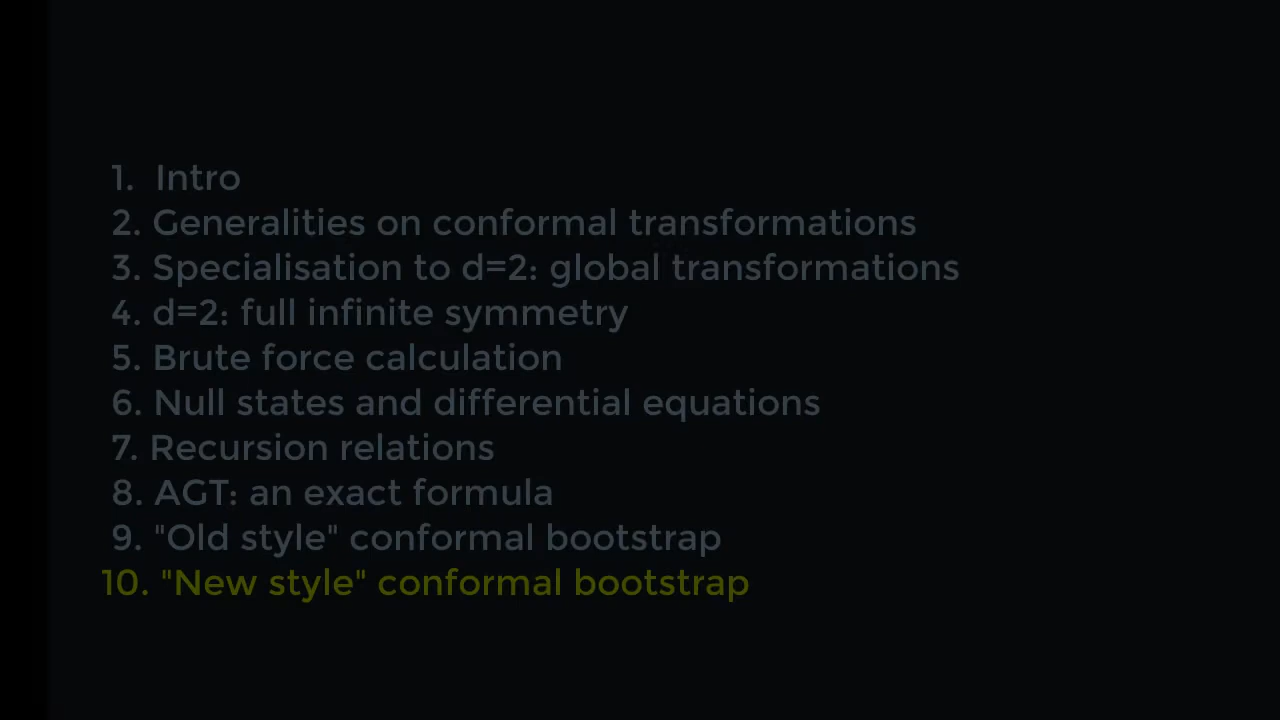 1. Intro
2. Generalities on conformal transformations
3. Specialisation to d=2: global transformations
4. d=2: full infinite symmetry
5. Brute force calculation
6. Null states and differential equations
7. Recursion relations
8. AGT: an exact formula
9. "Old style" conformal bootstrap
10. "New style" conformal bootstrap